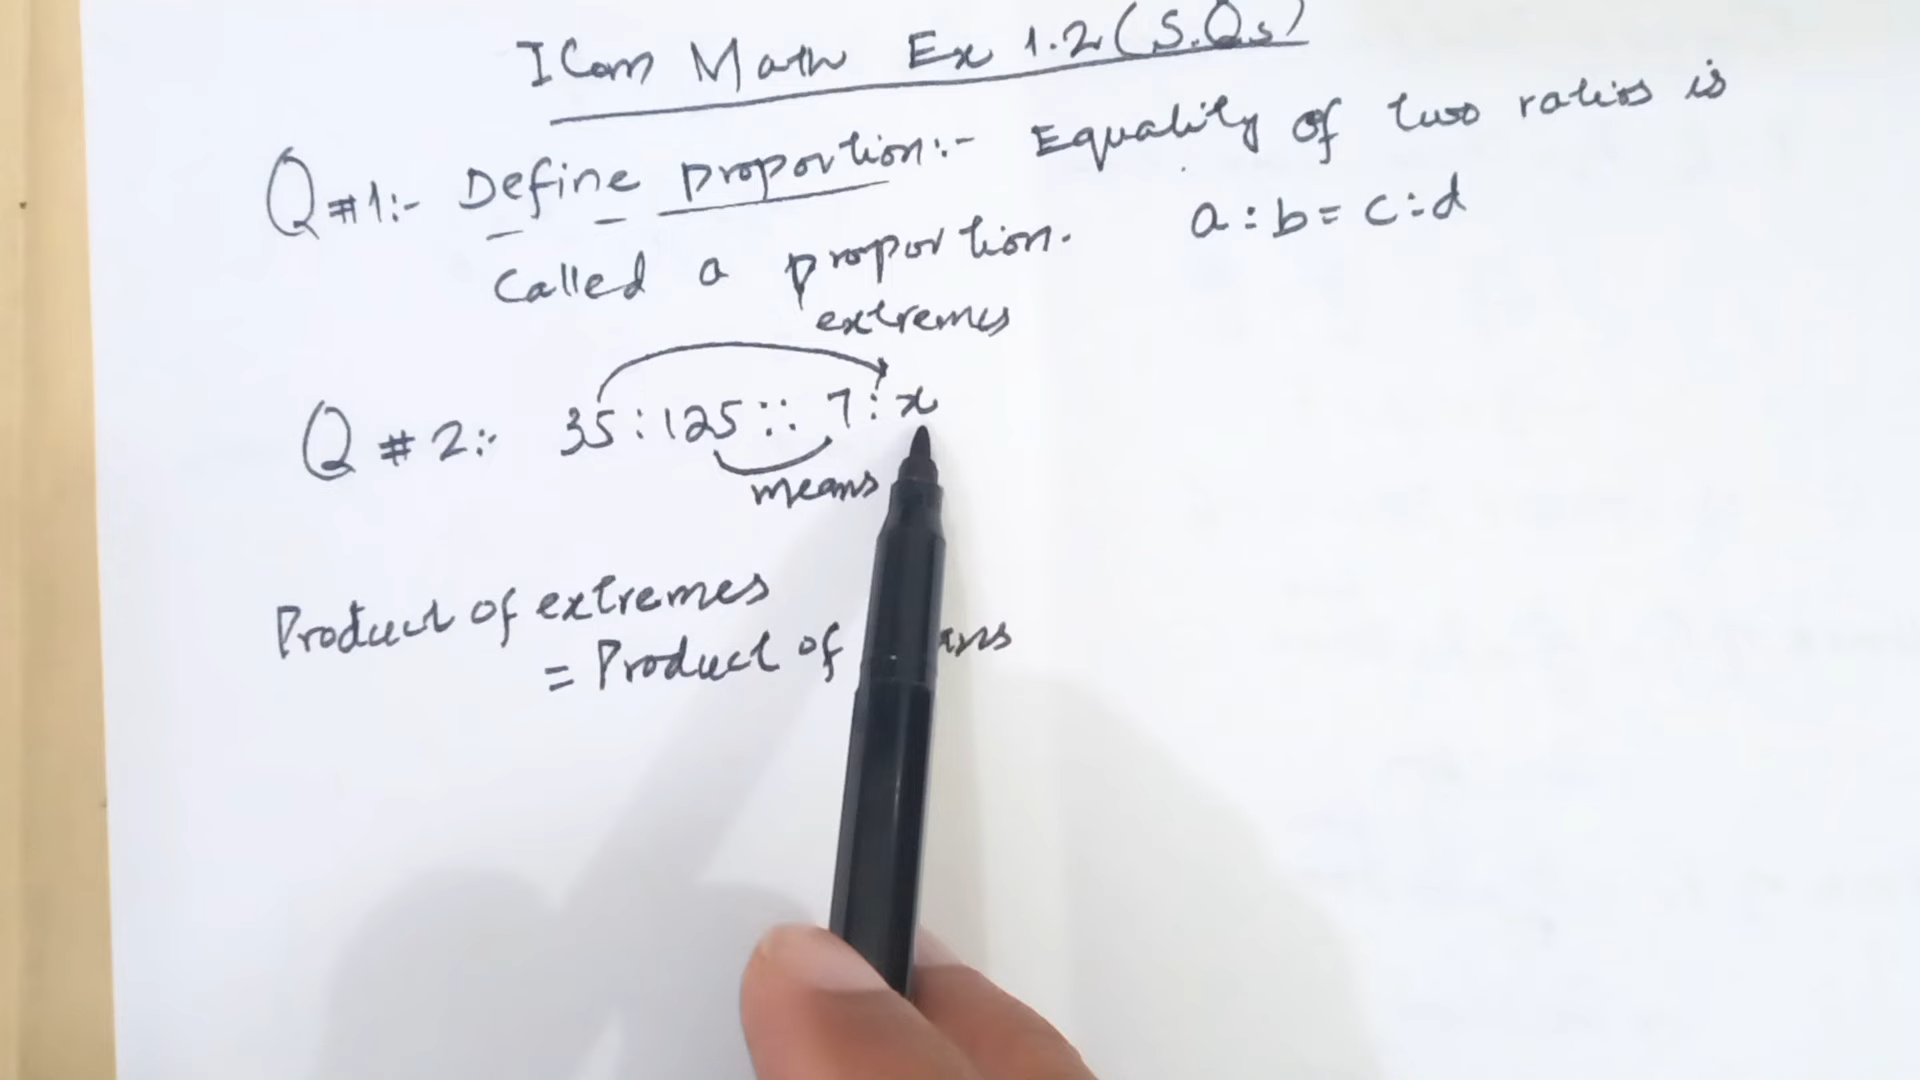 I Com Math Ex 1.2 (S.Qs)
Q#1:- Define proportion:- Equality of two ratios is
called a proportion. a:b = c:d
extremes
Q#2:- 35:125 :: 7:x
means
Product of extremes
= Product of